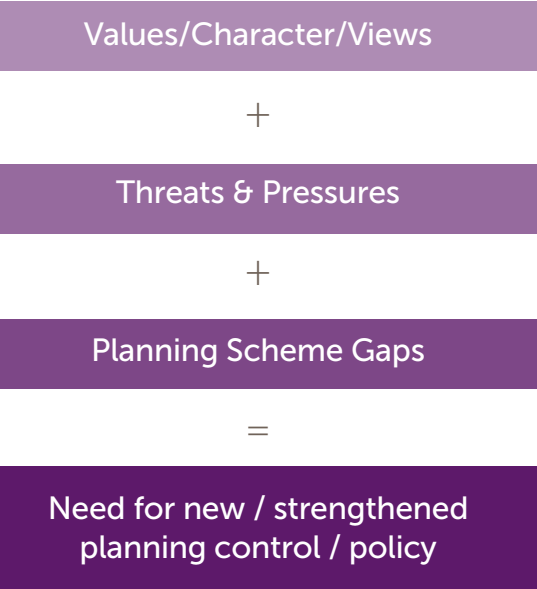 Values/Character/Views
+
Threats & Pressures
+
Planning Scheme Gaps
=
Need for new / strengthened
planning control / policy